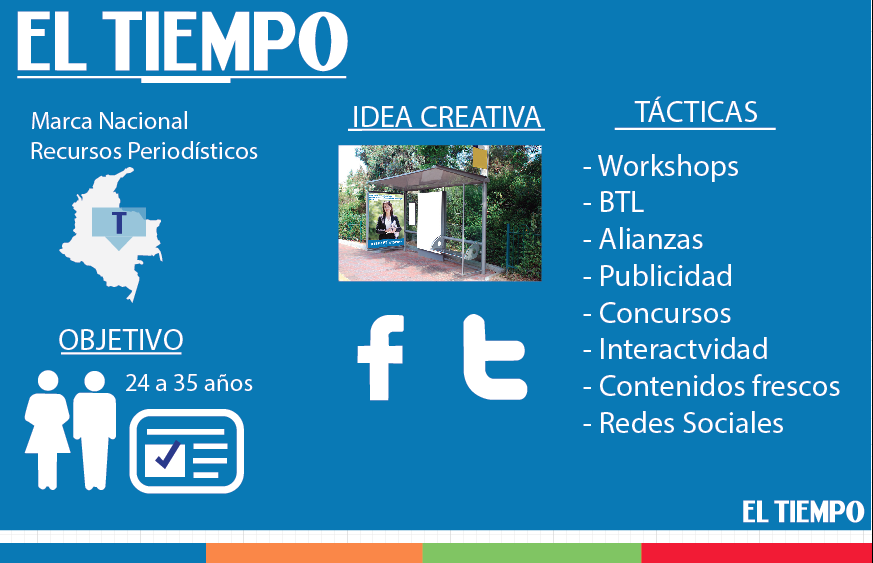 EL TIEMPO
Marca Nacional
Recursos Periodísticos
T
OBJETIVO
24 a 35 años
IDEA CREATIVA
f
t
TÁCTICAS
- Workshops
- BTL
- Alianzas
- Publicidad
- Concursos
- Interactvidad
- Contenidos frescos
- Redes Sociales
EL TIEMPO